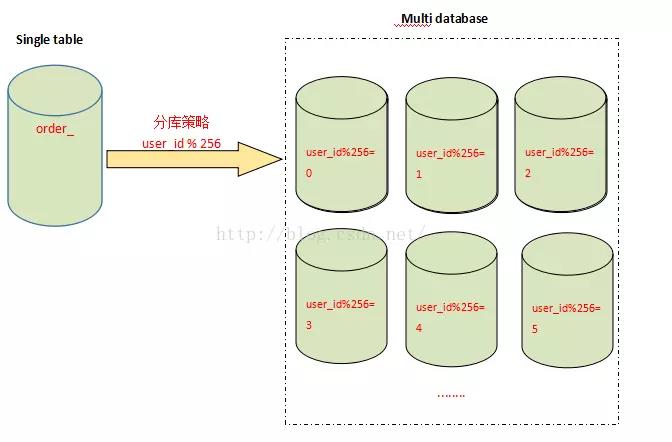 Multi database
Single table
order_
分库策略
user_id % 256
user_id%256=
0
user_id%256=
1
user_id%256=
2
http://blog.csdn.net/
user_id%256=
3
user_id%256=
4
user_id%256=
5
........